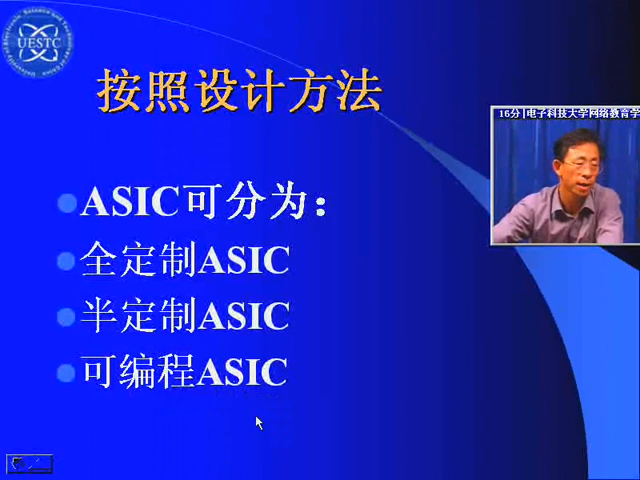 UESTC
按照设计方法
16分|电子科技大学网络教育学
ASIC可分为：
全定制ASIC
半定制ASIC
可编程ASIC